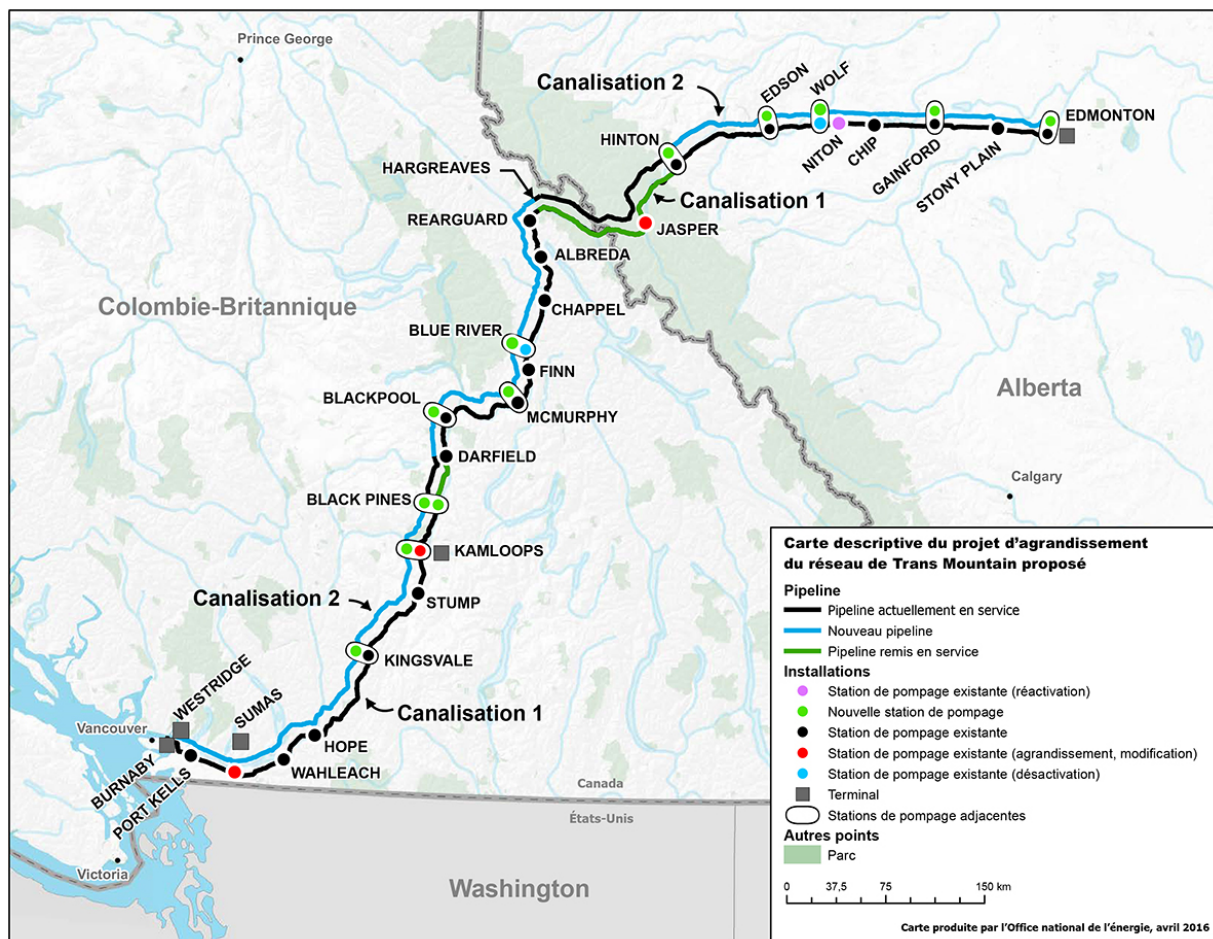 Prince George
Canalisation 2
EDSON
WOLF
EDMONTON
HINTON
NITON
CHIP
GAINFORD
STONY PLAIN
HARGREAVES
Canalisation 1
REARGUARD
JASPER
ALBREDA
Colombie-Britannique
CHAPPEL
BLUE RIVER
FINN
Alberta
BLACKPOOL
MCMURPHY
DARFIELD
Calgary
BLACK PINES
KAMLOOPS
Canalisation 2
STUMP
KINGSVALE
WESTRIDGE
SUMAS
Canalisation 1
Vancouver
HOPE
BURNABY
PORT KELLS
WAHLEACH
Canada
États-Unis
Victoria
Washington
Carte descriptive du projet d'agrandissement
du réseau de Trans Mountain proposé
Pipeline
Pipeline actuellement en service
Nouveau pipeline
Pipeline remis en service
Installations
Station de pompage existante (réactivation)
Nouvelle station de pompage
Station de pompage existante
Station de pompage existante (agrandissement, modification)
Station de pompage existante (désactivation)
Terminal
Stations de pompage adjacentes
Autres points
Parc
0 37,5 75 150 km
Carte produite par l'Office national de l'énergie, avril 2016